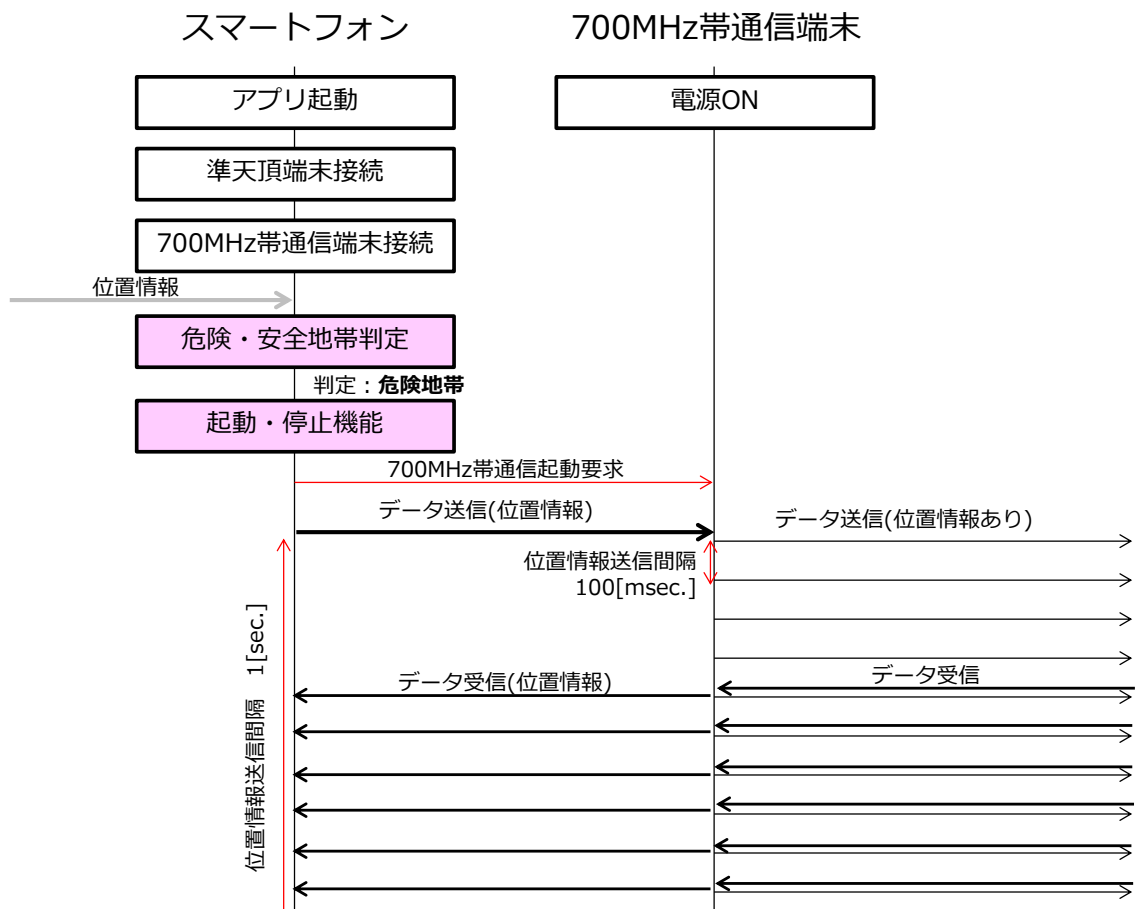 スマートフォン
700MHz帯通信端末
アプリ起動
電源ON
準天頂端末接続
700MHz帯通信端末接続
位置情報
危険・安全地帯判定
判定：危険地帯
起動・停止機能
700MHz帯通信起動要求
データ送信(位置情報)
データ送信(位置情報あり)
位置情報送信間隔
100[msec.]
位置情報送信間隔　1[sec.]
データ受信(位置情報)
データ受信